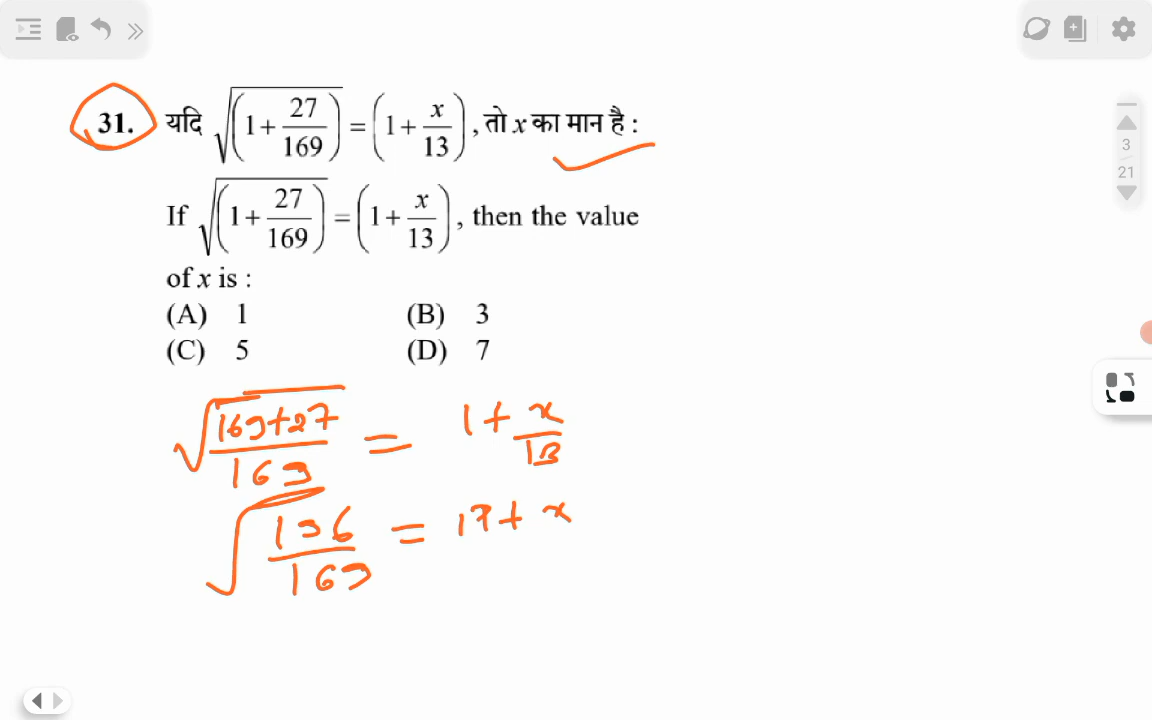 31. यदि √(1+27/169) = (1+x/13), तो x का मान है :
If √(1+27/169) = (1+x/13), then the value
of x is :
(A) 1 (B) 3
(C) 5 (D) 7
√(169+27/169) = 1+x/13
√(196/169) = 13+x
3
21